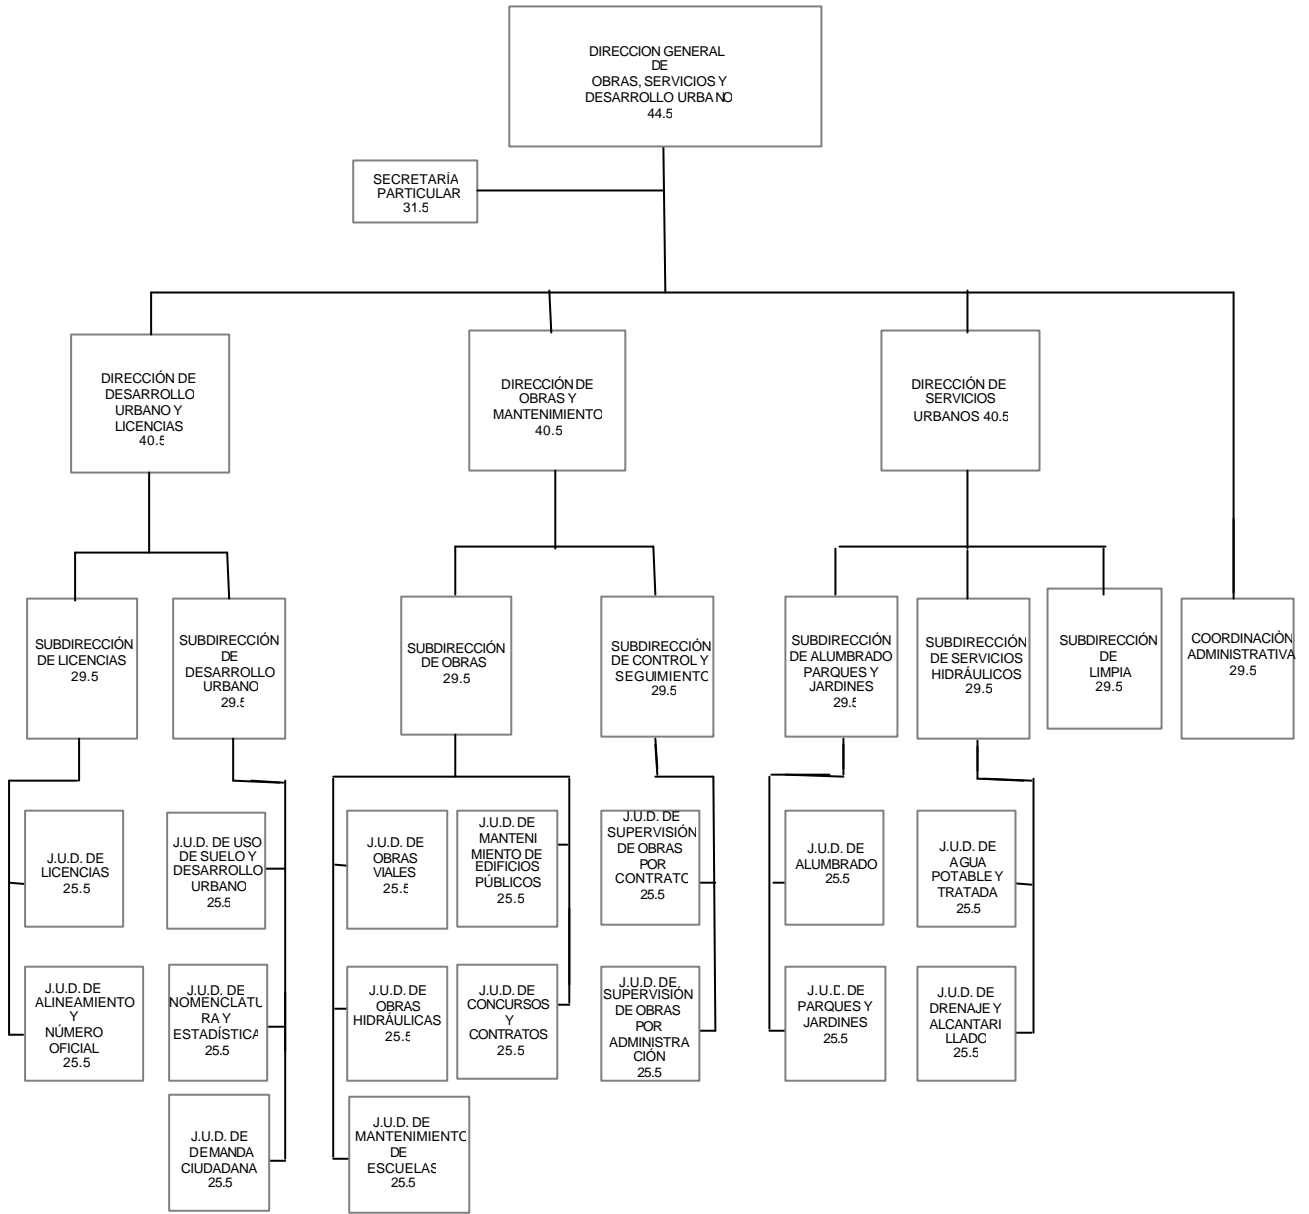 DIRECCION GENERAL
DE
OBRAS, SERVICIOS Y
DESARROLLO URBANO
44.5
SECRETARÍA
PARTICULAR
31.5
DIRECCIÓN DE
DESARROLLO
URBANO Y
LICENCIAS
40.5
DIRECCIÓN DE
OBRAS Y
MANTENIMIENTO
40.5
DIRECCIÓN DE
SERVICIOS
URBANOS 40.5
SUBDIRECCIÓN
DE LICENCIAS
29.5
SUBDIRECCIÓN
DE
DESARROLLO
URBANO
29.5
SUBDIRECCIÓN
DE OBRAS
29.5
SUBDIRECCIÓN
DE CONTROL Y
SEGUIMIENTO
29.5
SUBDIRECCIÓN
DE ALUMBRADO
PARQUES Y
JARDINES
29.5
SUBDIRECCIÓN
DE SERVICIOS
HIDRÁULICOS
29.5
SUBDIRECCIÓN
DE
LIMPIA
29.5
COORDINACIÒN
ADMINISTRATIVA
29.5
J.U.D. DE
LICENCIAS
25.5
J.U.D. DE USO
DE SUELO Y
DESARROLLO
URBANO
25.5
J.U.D. DE
OBRAS
VIALES
25.5
J.U.D. DE
MANTENI
MIENTO DE
EDIFICIOS
PÚBLICOS
25.5
J.U.D. DE
SUPERVISIÓN
DE OBRAS
POR
CONTRATO
25.5
J.U.D. DE
ALUMBRADO
25.5
J.U.D. DE
AGUA
POTABLE Y
TRATADA
25.5
J.U.D. DE
ALINEAMIENTO
Y
NÚMERO
OFICIAL
25.5
J.U.D. DE
NOMENCLATU
RA Y
ESTADÍSTICA
25.5
J.U.D. DE
OBRAS
HIDRÁULICAS
25.5
J.U.D. DE
CONCURSOS
Y
CONTRATOS
25.5
J.U.D. DE
SUPERVISIÓN
DE OBRAS
POR
ADMINISTRA
CIÓN
25.5
J.U.D. DE
PARQUES Y
JARDINES
25.5
J.U.D. DE
DRENAJE Y
ALCANTARI
LLADO
25.5
J.U.D. DE
DEMANDA
CIUDADANA
25.5
J.U.D. DE
MANTENIMIENTO
DE
ESCUELAS
25.5